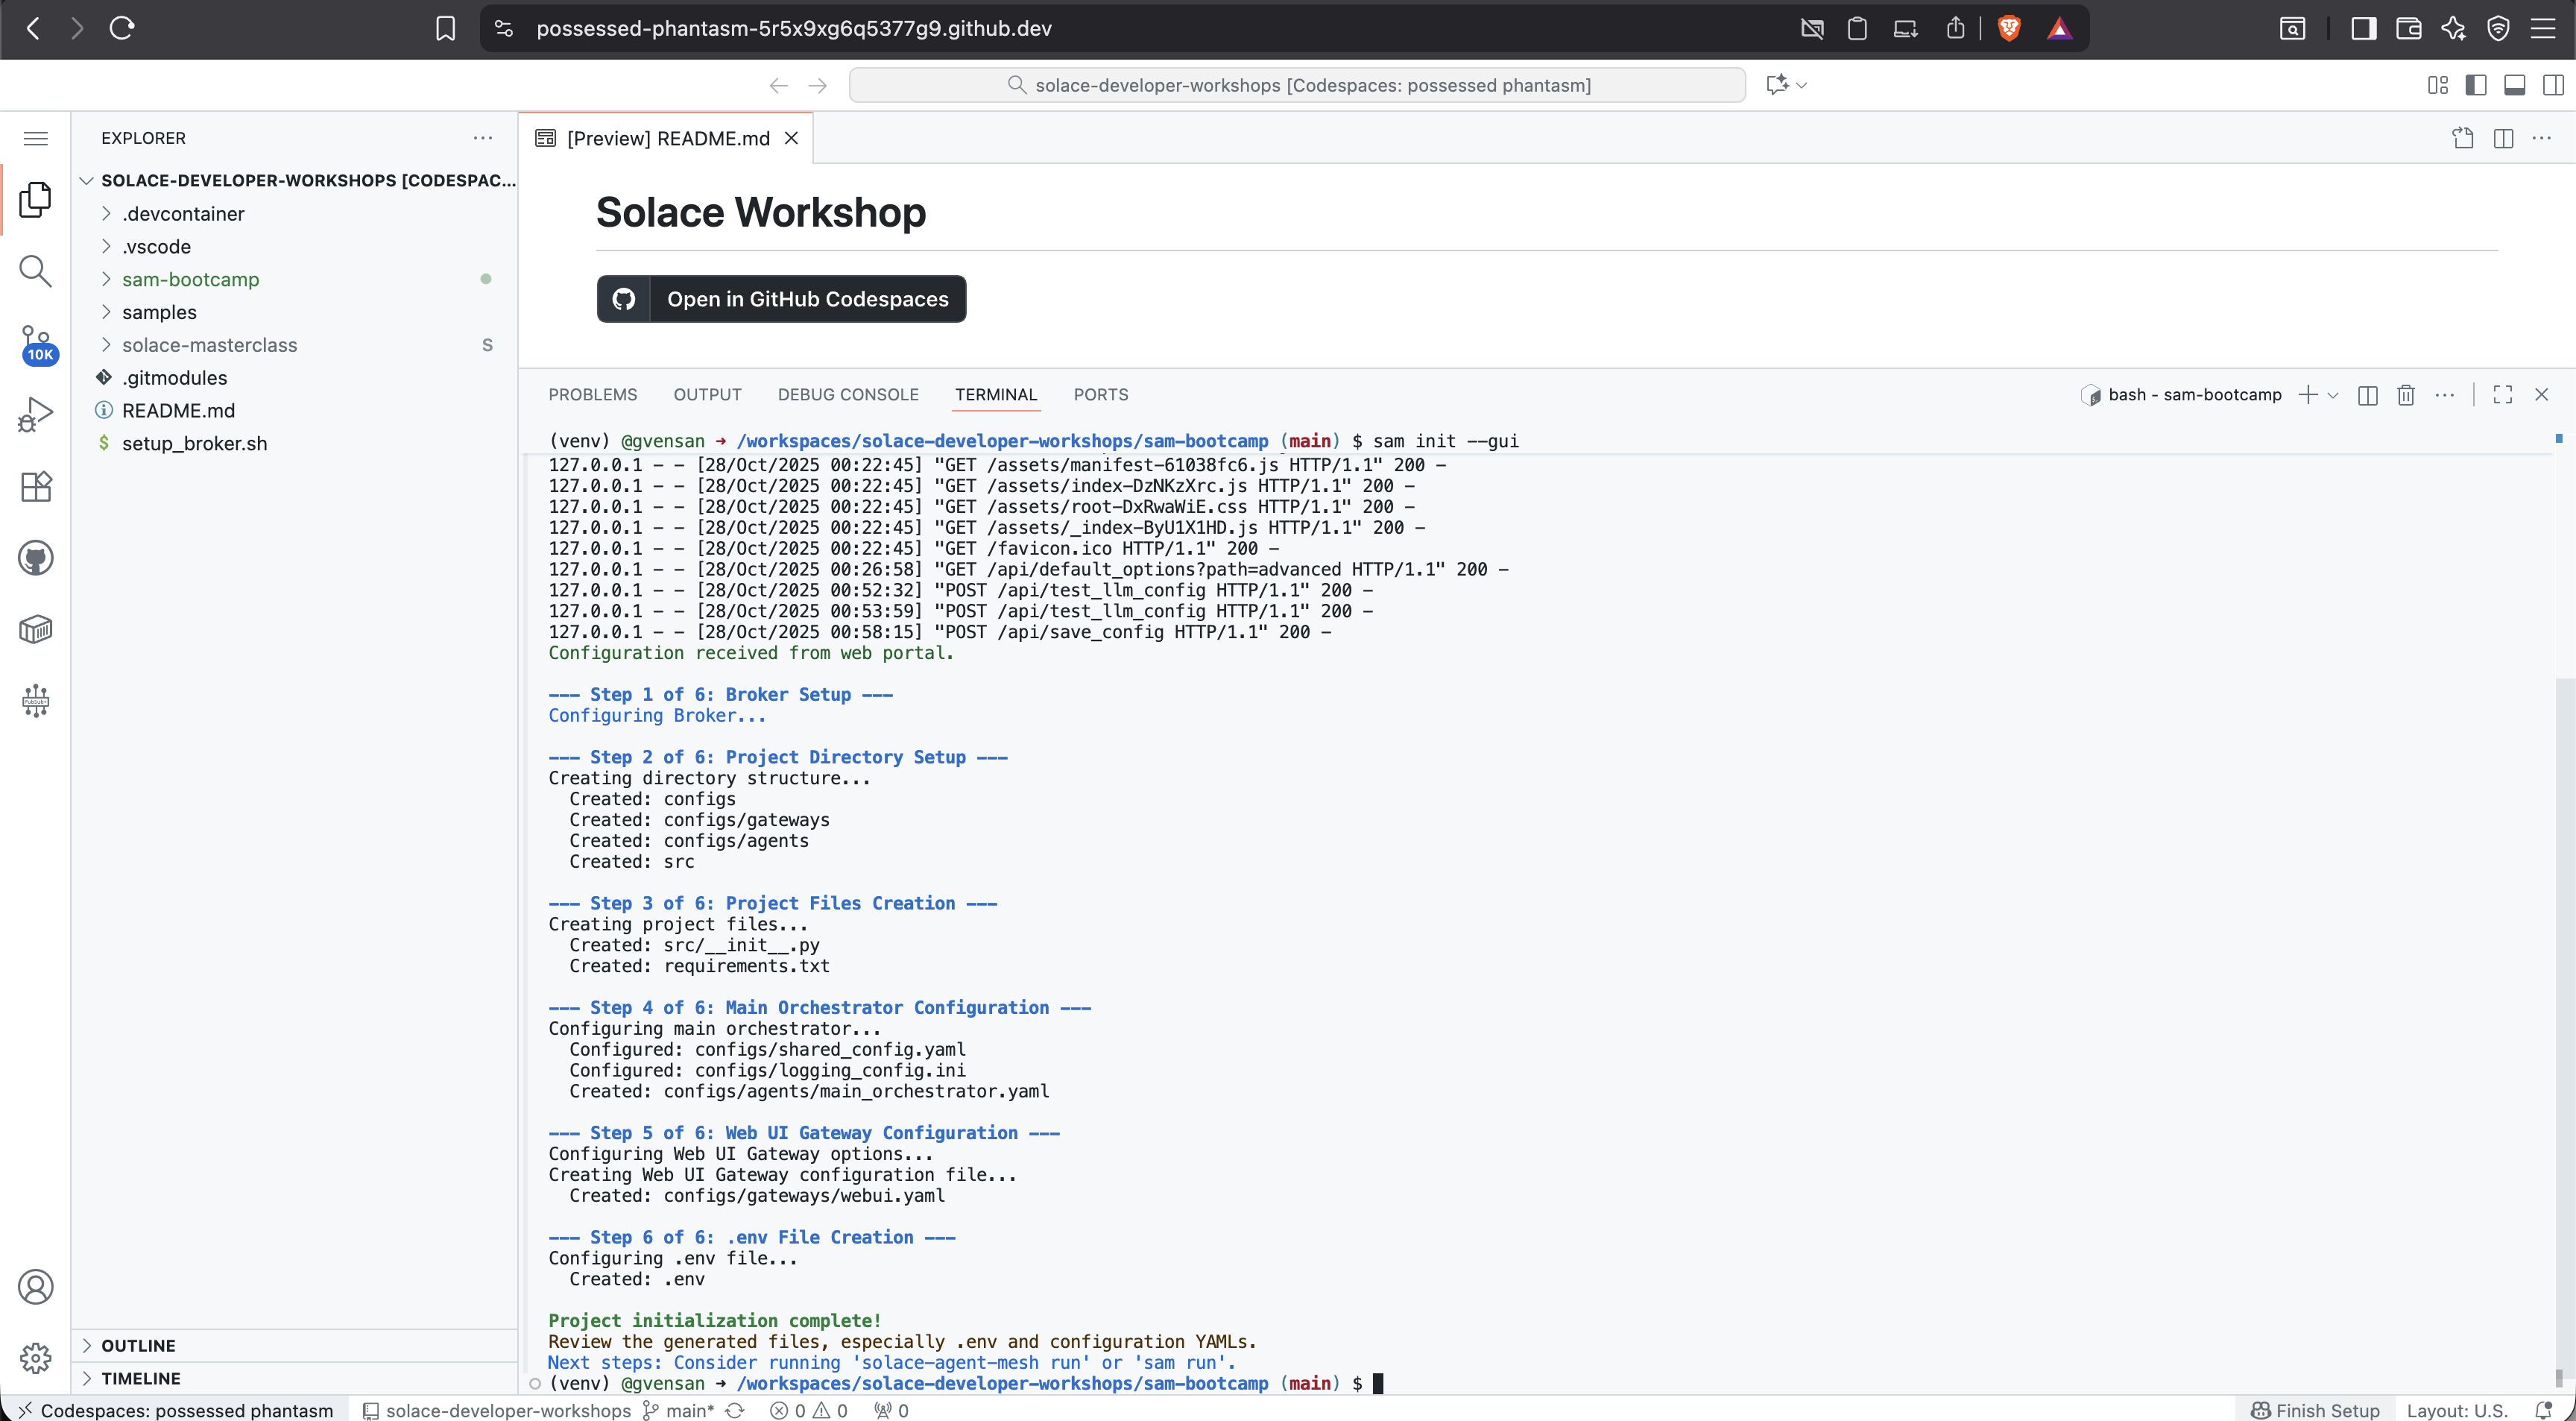 possessed-phantasm-5r5x9xg6q5377g9.github.dev
solace-developer-workshops [Codespaces: possessed phantasm]
EXPLORER
SOLACE-DEVELOPER-WORKSHOPS [CODESPAC...
.devcontainer
.vscode
sam-bootcamp
samples
solace-masterclass S
.gitmodules
README.md
$ setup_broker.sh
10K
OUTLINE
TIMELINE
[Preview] README.md
Solace Workshop
Open in GitHub Codespaces
PROBLEMS OUTPUT DEBUG CONSOLE TERMINAL PORTS
bash - sam-bootcamp
(venv) @gvensan ➜ /workspaces/solace-developer-workshops/sam-bootcamp (main) $ sam init --gui
127.0.0.1 - - [28/Oct/2025 00:22:45] "GET /assets/manifest-61038fc6.js HTTP/1.1" 200 -
127.0.0.1 - - [28/Oct/2025 00:22:45] "GET /assets/index-DzNKzXrc.js HTTP/1.1" 200 -
127.0.0.1 - - [28/Oct/2025 00:22:45] "GET /assets/root-DxRwaWiE.css HTTP/1.1" 200 -
127.0.0.1 - - [28/Oct/2025 00:22:45] "GET /assets/_index-ByU1X1HD.js HTTP/1.1" 200 -
127.0.0.1 - - [28/Oct/2025 00:22:45] "GET /favicon.ico HTTP/1.1" 200 -
127.0.0.1 - - [28/Oct/2025 00:26:58] "GET /api/default_options?path=advanced HTTP/1.1" 200 -
127.0.0.1 - - [28/Oct/2025 00:52:32] "POST /api/test_llm_config HTTP/1.1" 200 -
127.0.0.1 - - [28/Oct/2025 00:53:59] "POST /api/test_llm_config HTTP/1.1" 200 -
127.0.0.1 - - [28/Oct/2025 00:58:15] "POST /api/save_config HTTP/1.1" 200 -
Configuration received from web portal.
--- Step 1 of 6: Broker Setup ---
Configuring Broker...
--- Step 2 of 6: Project Directory Setup ---
Creating directory structure...
Created: configs
Created: configs/gateways
Created: configs/agents
Created: src
--- Step 3 of 6: Project Files Creation ---
Creating project files...
Created: src/__init__.py
Created: requirements.txt
--- Step 4 of 6: Main Orchestrator Configuration ---
Configuring main orchestrator...
Configured: configs/shared_config.yaml
Configured: configs/logging_config.ini
Created: configs/agents/main_orchestrator.yaml
--- Step 5 of 6: Web UI Gateway Configuration ---
Configuring Web UI Gateway options...
Creating Web UI Gateway configuration file...
Created: configs/gateways/webui.yaml
--- Step 6 of 6: .env File Creation ---
Configuring .env file...
Created: .env
Project initialization complete!
Review the generated files, especially .env and configuration YAMLs.
Next steps: Consider running 'solace-agent-mesh run' or 'sam run'.
(venv) @gvensan ➜ /workspaces/solace-developer-workshops/sam-bootcamp (main) $
Codespaces: possessed phantasm solace-developer-workshops main* 0 0 0 Finish Setup Layout: U.S.